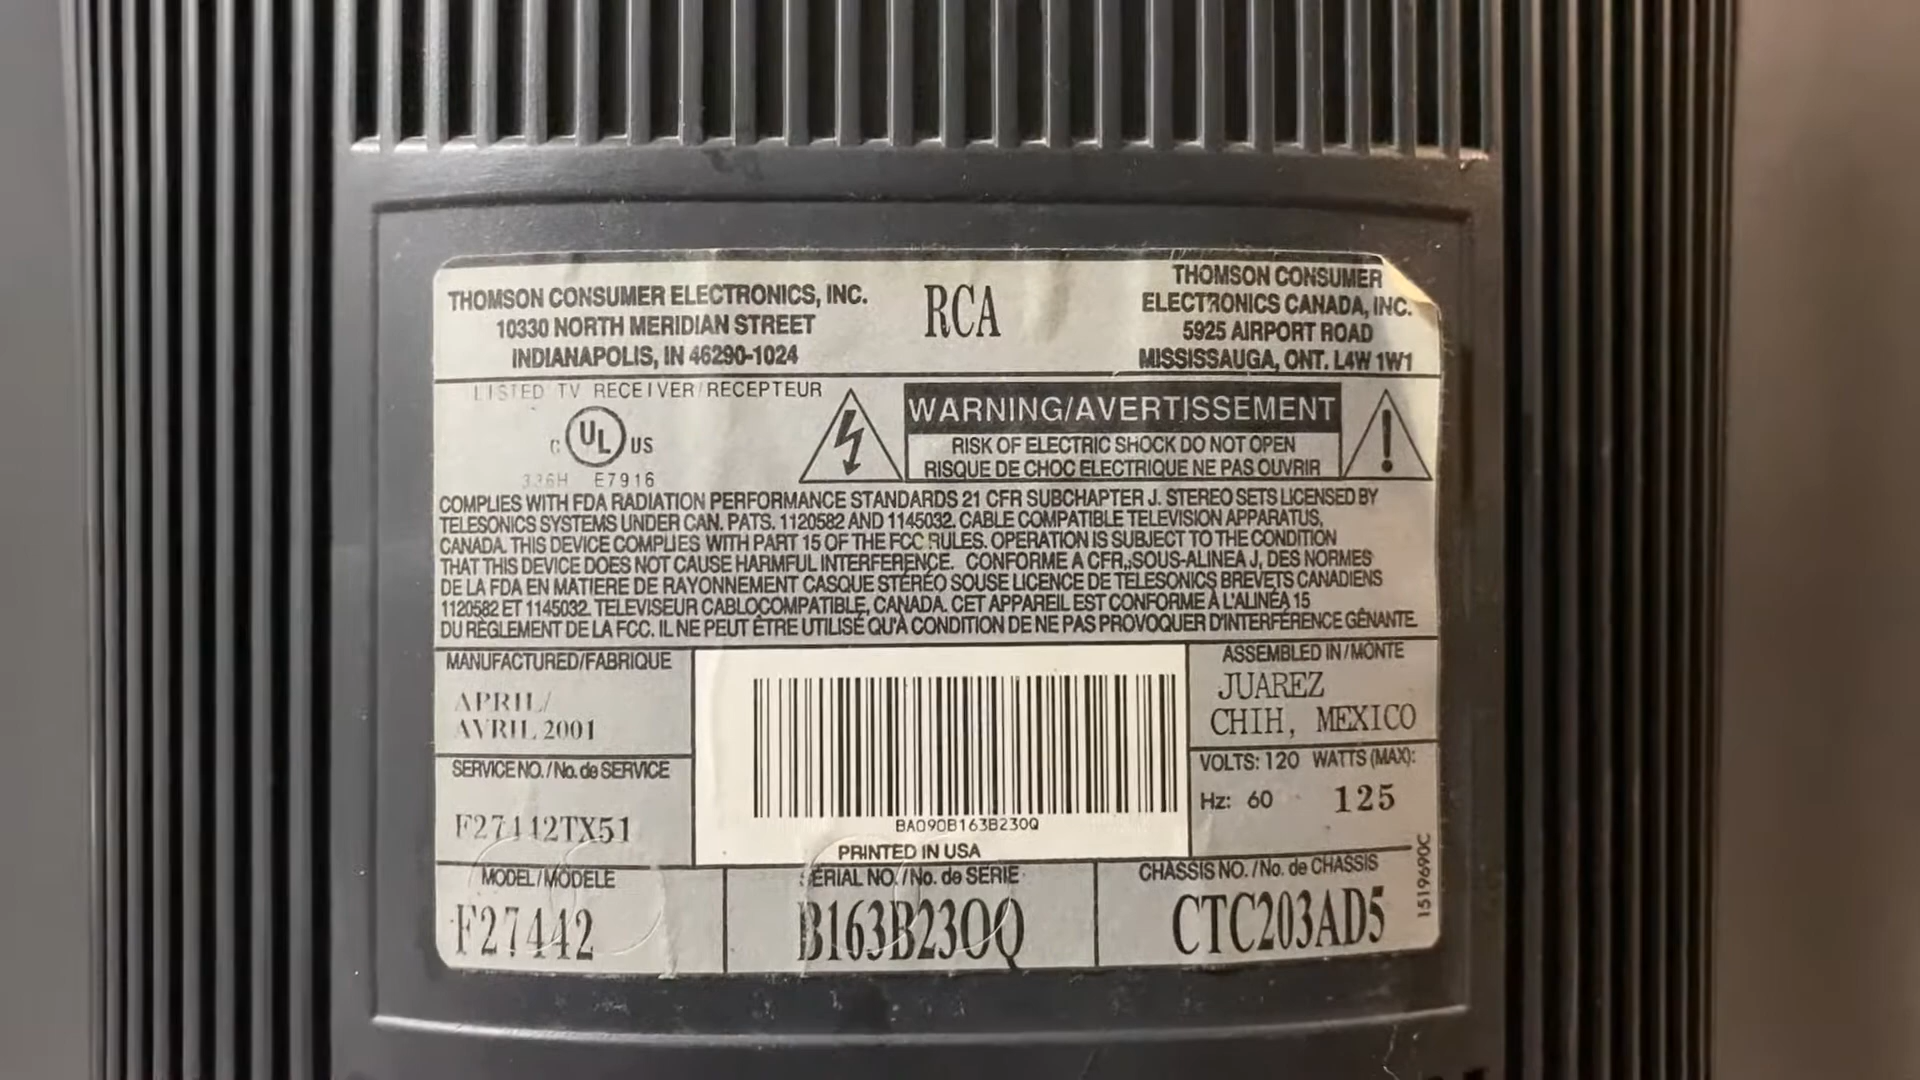 THOMSON CONSUMER ELECTRONICS, INC.
10330 NORTH MERIDIAN STREET
INDIANAPOLIS, IN 46290-1024
RCA
THOMSON CONSUMER
ELECTRONICS CANADA, INC.
5925 AIRPORT ROAD
MISSISSAUGA, ONT. L4W 1W1
LISTED TV RECEIVER/RECEPTEUR
C UL US
336H E7916
WARNING/AVERTISSEMENT
RISK OF ELECTRIC SHOCK DO NOT OPEN
RISQUE DE CHOC ELECTRIQUE NE PAS OUVRIR
COMPLIES WITH FDA RADIATION PERFORMANCE STANDARDS 21 CFR SUBCHAPTER J. STEREO SETS LICENSED BY
TELESONICS SYSTEMS UNDER CAN. PATS. 1120582 AND 1145032. CABLE COMPATIBLE TELEVISION APPARATUS,
CANADA. THIS DEVICE COMPLIES WITH PART 15 OF THE FCC RULES. OPERATION IS SUBJECT TO THE CONDITION
THAT THIS DEVICE DOES NOT CAUSE HARMFUL INTERFERENCE. CONFORME A CFR,;SOUS-ALINEA J, DES NORMES
DE LA FDA EN MATIERE DE RAYONNEMENT CASQUE STÉRÉO SOUSE LICENCE DE TELESONICS BREVETS CANADIENS
1120582 ET 1145032. TELEVISEUR CABLOCOMPATIBLE, CANADA. CET APPAREIL EST CONFORME À L'ALINÉA 15
DU RÈGLEMENT DE LA FCC. IL NE PEUT ÊTRE UTILISÉ QU'À CONDITION DE NE PAS PROVOQUER D'INTERFÉRENCE GÊNANTE.
MANUFACTURED/FABRIQUE
APRIL/
AVRIL 2001
SERVICE NO./No. de SERVICE
F27442TX51
BA090B163B230Q
PRINTED IN USA
ASSEMBLED IN/MONTE
JUAREZ
CHIH, MEXICO
VOLTS: 120 WATTS (MAX):
Hz: 60 125
MODEL/MODELE
F27442
SERIAL NO./No. de SERIE
B163B230Q
CHASSIS NO./No. de CHASSIS
CTC203AD5
1519690C